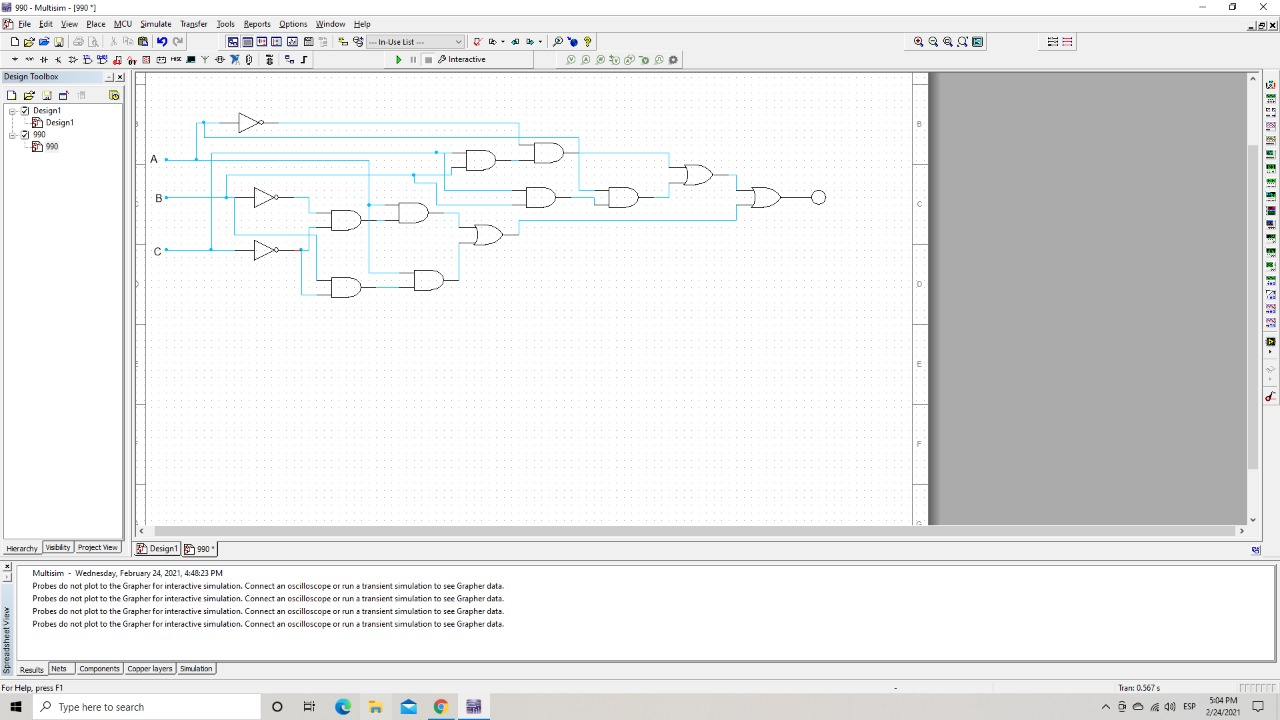 990 - Multisim - [990 *]
File Edit View Place MCU Simulate Transfer Tools Reports Options Window Help
--- In-Use List ---
Interactive
Design Toolbox
Design1
Design1
990
990
A
B
C
B
C
D
E
F
G
Hierarchy Visibility Project View
Design1 990 *
Multisim - Wednesday, February 24, 2021, 4:48:23 PM
Probes do not plot to the Grapher for interactive simulation. Connect an oscilloscope or run a transient simulation to see Grapher data.
Probes do not plot to the Grapher for interactive simulation. Connect an oscilloscope or run a transient simulation to see Grapher data.
Probes do not plot to the Grapher for interactive simulation. Connect an oscilloscope or run a transient simulation to see Grapher data.
Probes do not plot to the Grapher for interactive simulation. Connect an oscilloscope or run a transient simulation to see Grapher data.
Spreadsheet View
Results Nets Components Copper layers Simulation
For Help, press F1 - Tran: 0.567 s
Type here to search
ESP
5:04 PM
2/24/2021